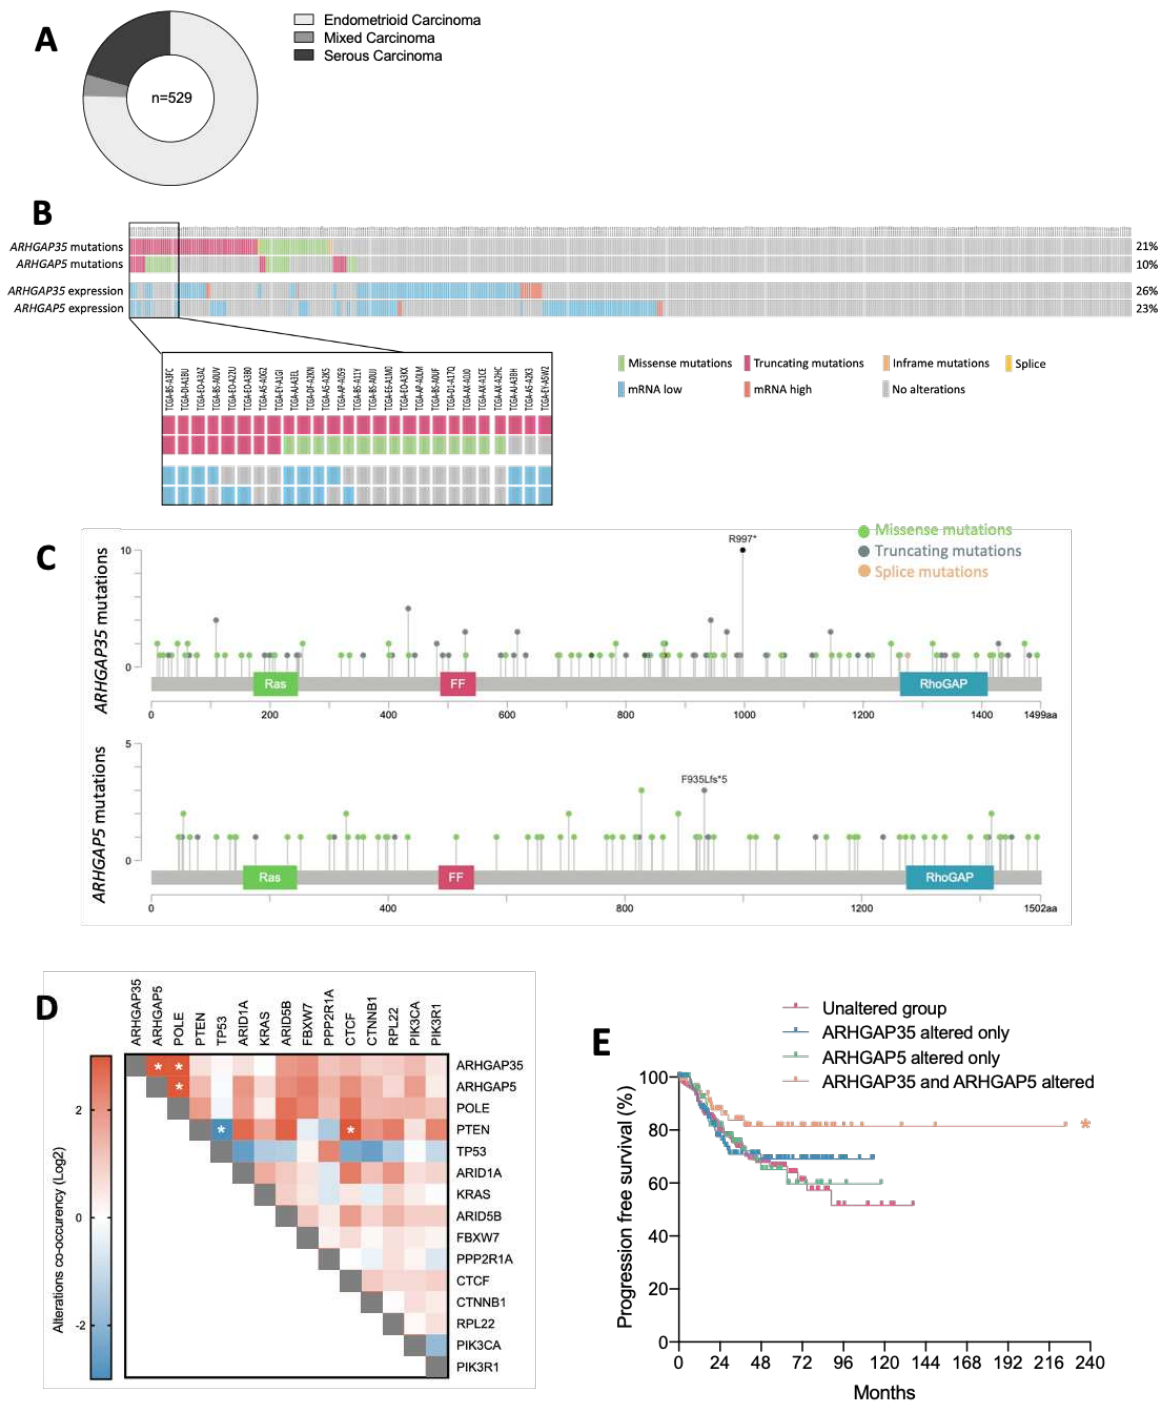 A
Endometrioid Carcinoma
Mixed Carcinoma
Serous Carcinoma
n=529
B
ARHGAP35 mutations
21%
ARHGAP5 mutations
10%
ARHGAP35 expression
26%
ARHGAP5 expression
23%
Missense mutations
Truncating mutations
Inframe mutations
Splice
mRNA low
mRNA high
No alterations
C
Missense mutations
Truncating mutations
Splice mutations
ARHGAP35 mutations
10
0
R997*
Ras
FF
RhoGAP
0 200 400 600 800 1000 1200 1400 1499aa
ARHGAP5 mutations
5
0
F935Lfs*5
Ras
FF
RhoGAP
0 400 800 1200 1502aa
D
ARHGAP35
ARHGAP5
POLE
PTEN
TP53
ARID1A
KRAS
ARID5B
FBXW7
PPP2R1A
CTCF
CTNNB1
RPL22
PIK3CA
PIK3R1
* *
*
* *
ARHGAP35
ARHGAP5
POLE
PTEN
TP53
ARID1A
KRAS
ARID5B
FBXW7
PPP2R1A
CTCF
CTNNB1
RPL22
PIK3CA
PIK3R1
Alterations co-occurency (Log2)
2
0
-2
E
Unaltered group
ARHGAP35 altered only
ARHGAP5 altered only
ARHGAP35 and ARHGAP5 altered
*
Progression free survival (%)
100
80
60
40
20
0
0 24 48 72 96 120 144 168 192 216 240
Months